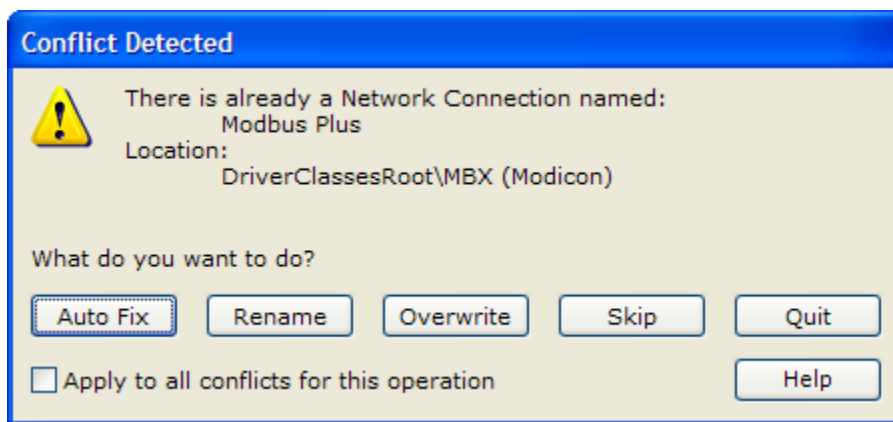 Conflict Detected
There is already a Network Connection named:
Modbus Plus
Location:
DriverClassesRoot\MBX (Modicon)
What do you want to do?
Auto Fix Rename Overwrite Skip Quit
Apply to all conflicts for this operation Help